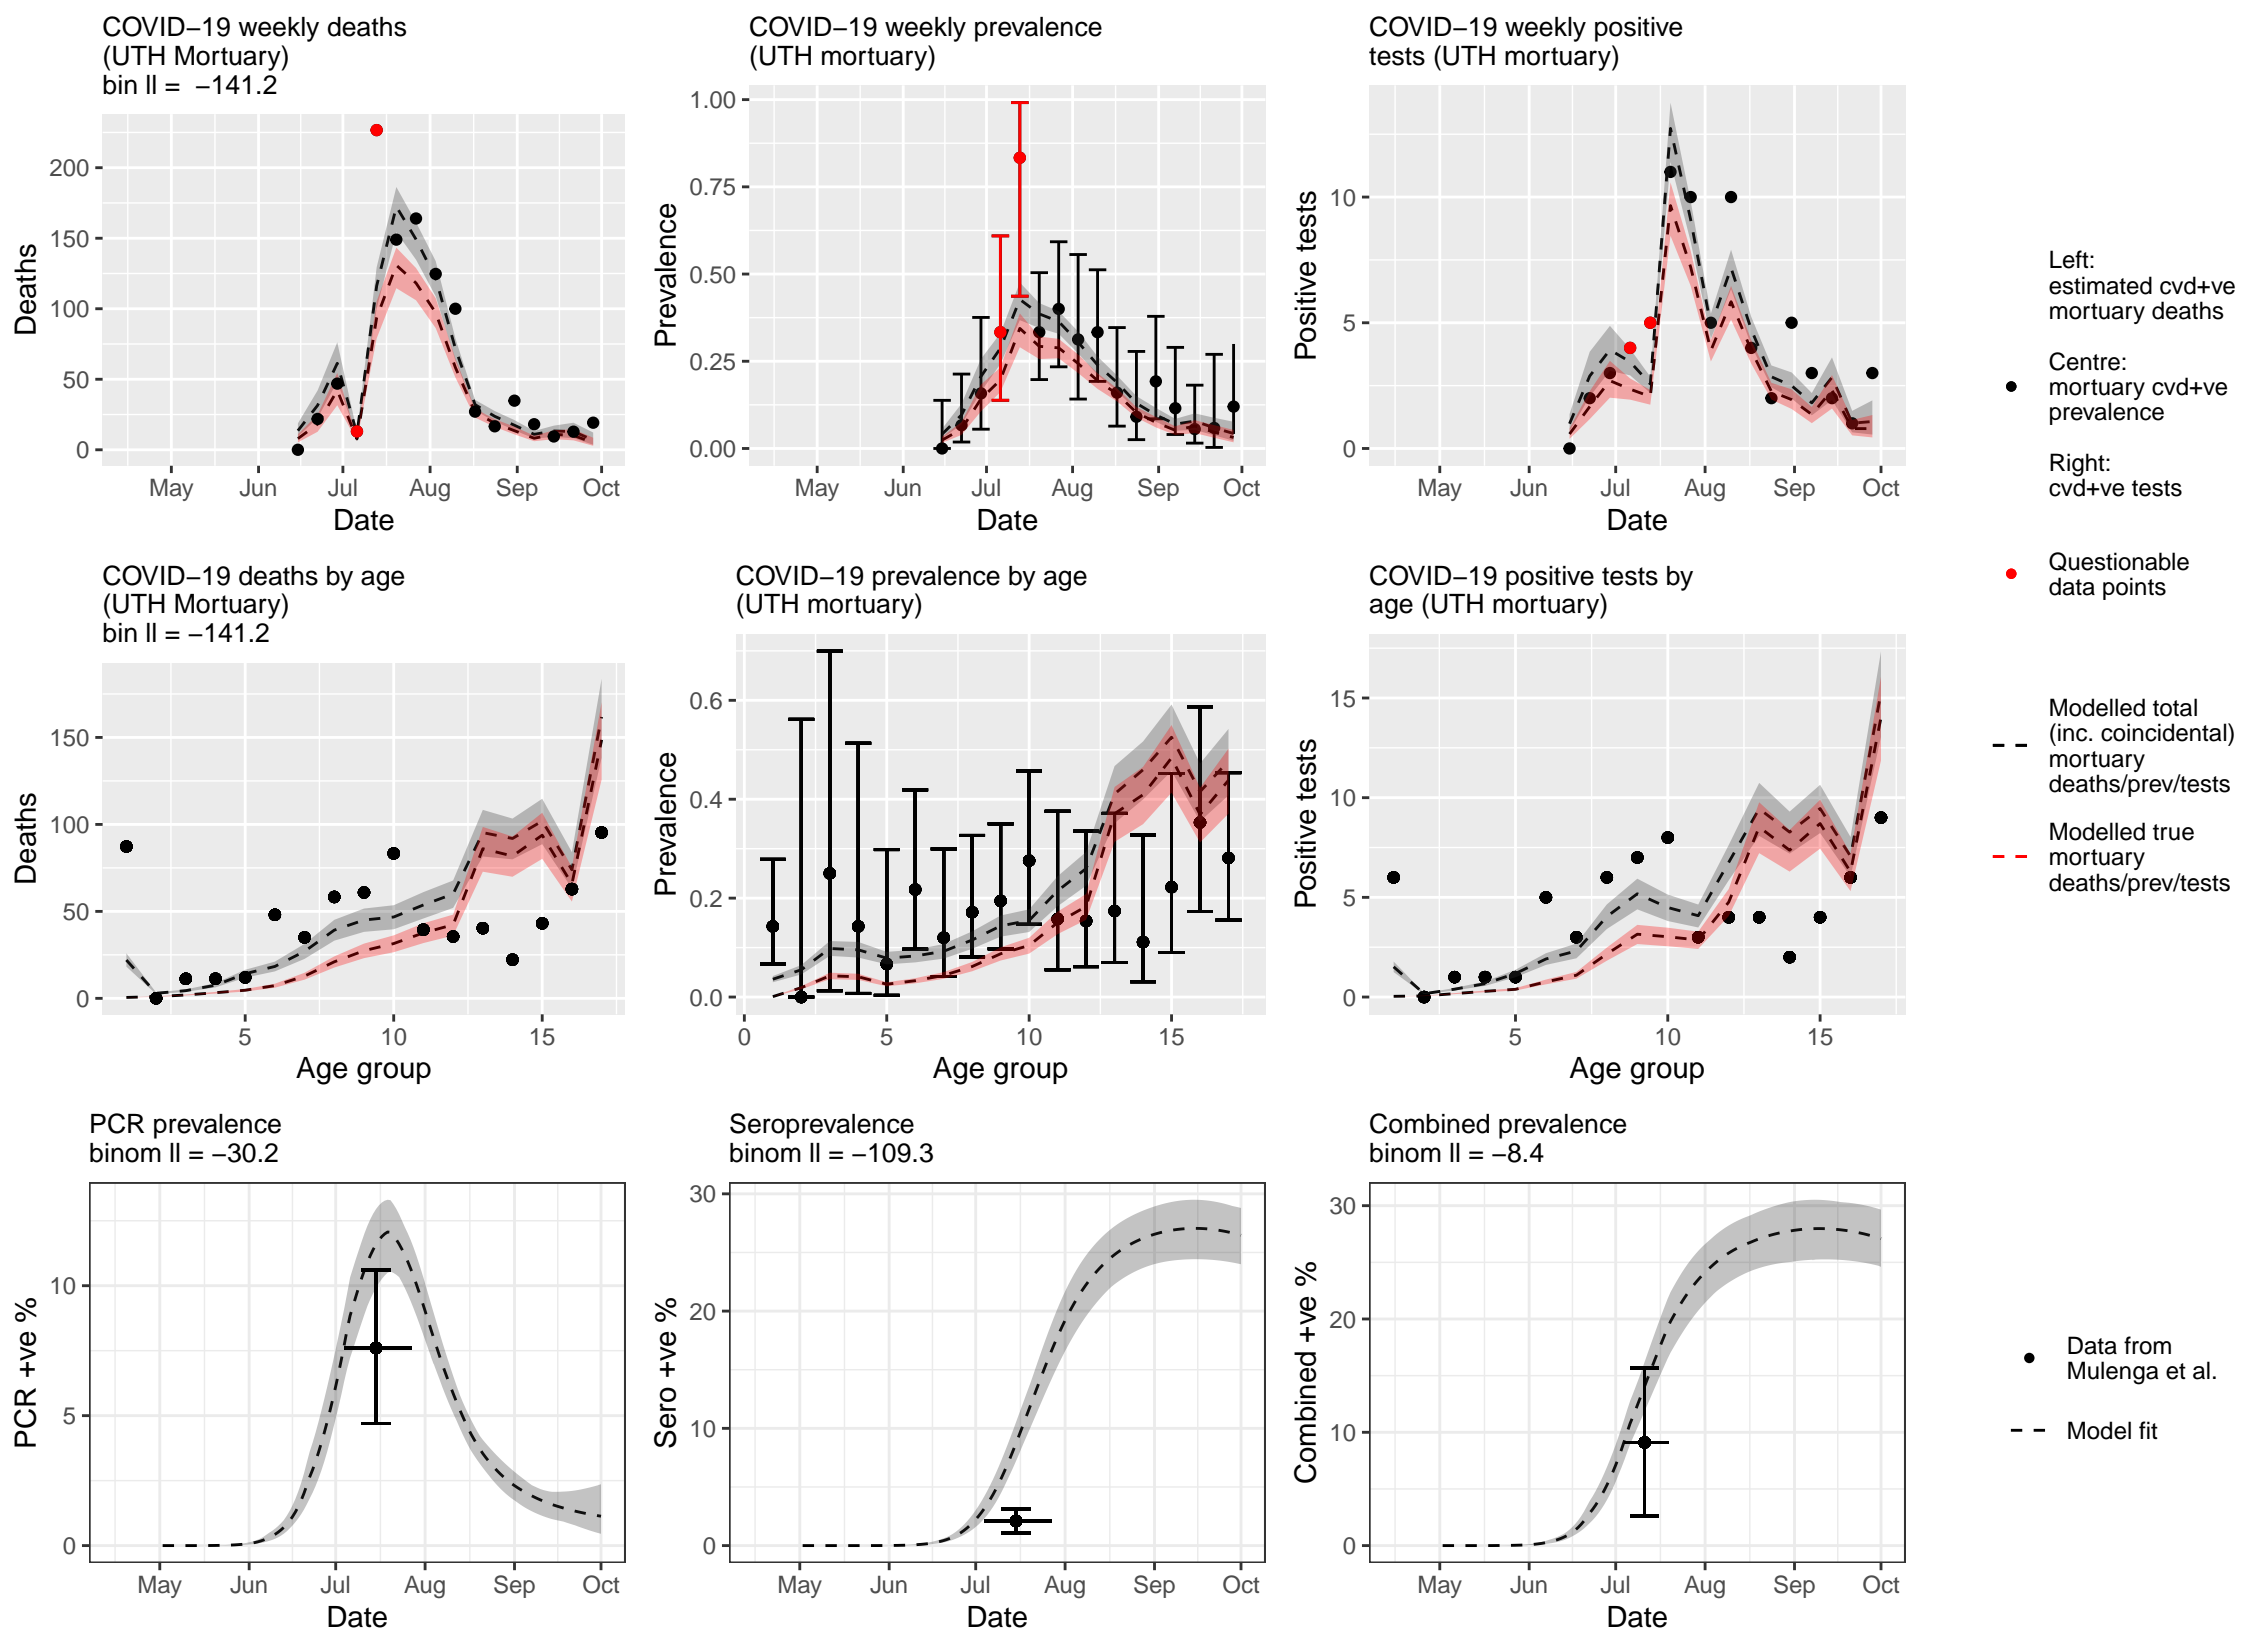 COVID−19 weekly deaths
(UTH Mortuary)
bin ll =  −141.2
200
150
100
50
0
Deaths
May
Jun
Jul
Aug
Sep
Oct
Date
COVID−19 weekly prevalence
(UTH mortuary)
1.00
0.75
0.50
0.25
0.00
Prevalence
May
Jun
Jul
Aug
Sep
Oct
Date
COVID−19 weekly positive
tests (UTH mortuary)
10
5
0
Positive tests
May
Jun
Jul
Aug
Sep
Oct
Date
Left:
estimated cvd+ve
mortuary deaths
Centre:
mortuary cvd+ve
prevalence
Right:
cvd+ve tests
Questionable
data points
Modelled total
(inc. coincidental)
mortuary
deaths/prev/tests
Modelled true
mortuary
deaths/prev/tests
COVID−19 deaths by age
(UTH Mortuary)
bin ll = −141.2
150
100
50
0
Deaths
5
10
15
Age group
COVID−19 prevalence by age
(UTH mortuary)
0.6
0.4
0.2
0.0
Prevalence
0
5
10
15
Age group
COVID−19 positive tests by
age (UTH mortuary)
15
10
5
0
Positive tests
5
10
15
Age group
PCR prevalence
binom ll = −30.2
10
5
0
PCR +ve %
May
Jun
Jul
Aug
Sep
Oct
Date
Seroprevalence
binom ll = −109.3
30
20
10
0
Sero +ve %
May
Jun
Jul
Aug
Sep
Oct
Date
Combined prevalence
binom ll = −8.4
30
20
10
0
Combined +ve %
May
Jun
Jul
Aug
Sep
Oct
Date
Data from
Mulenga et al.
Model fit